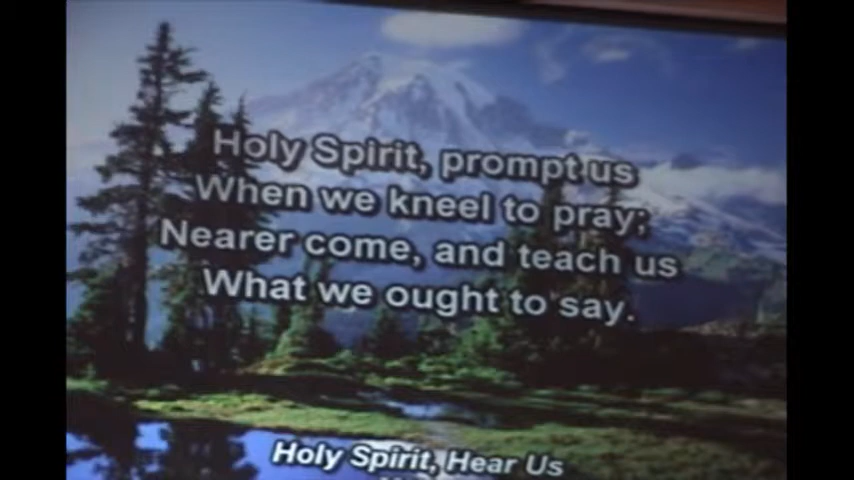 Holy Spirit, prompt us
When we kneel to pray;
Nearer come, and teach us
What we ought to say.
Holy Spirit, Hear Us